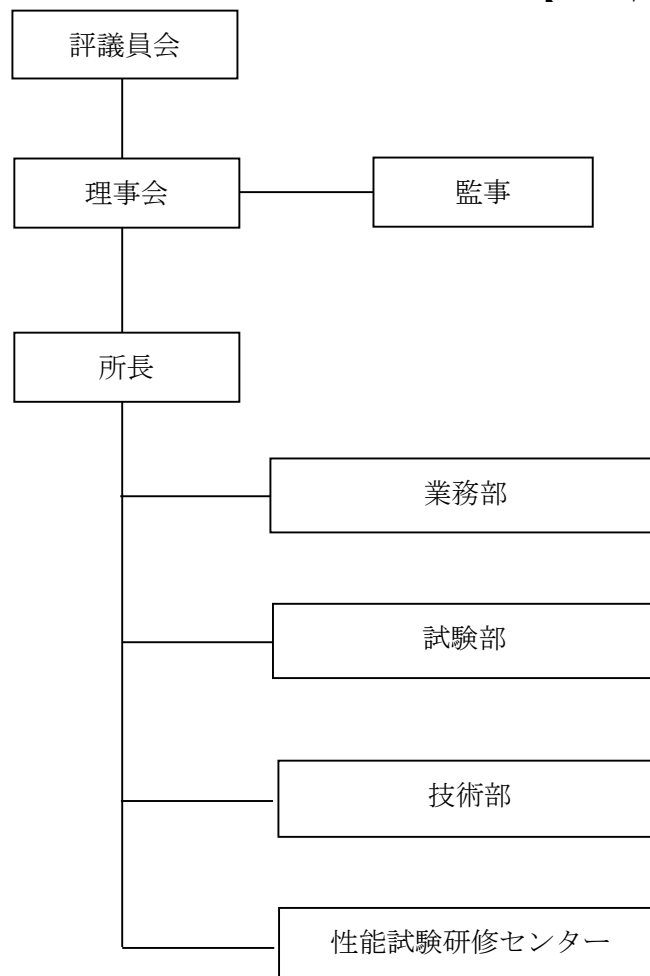 評議員会
理事会
監事
所長
業務部
試験部
技術部
性能試験研修センター